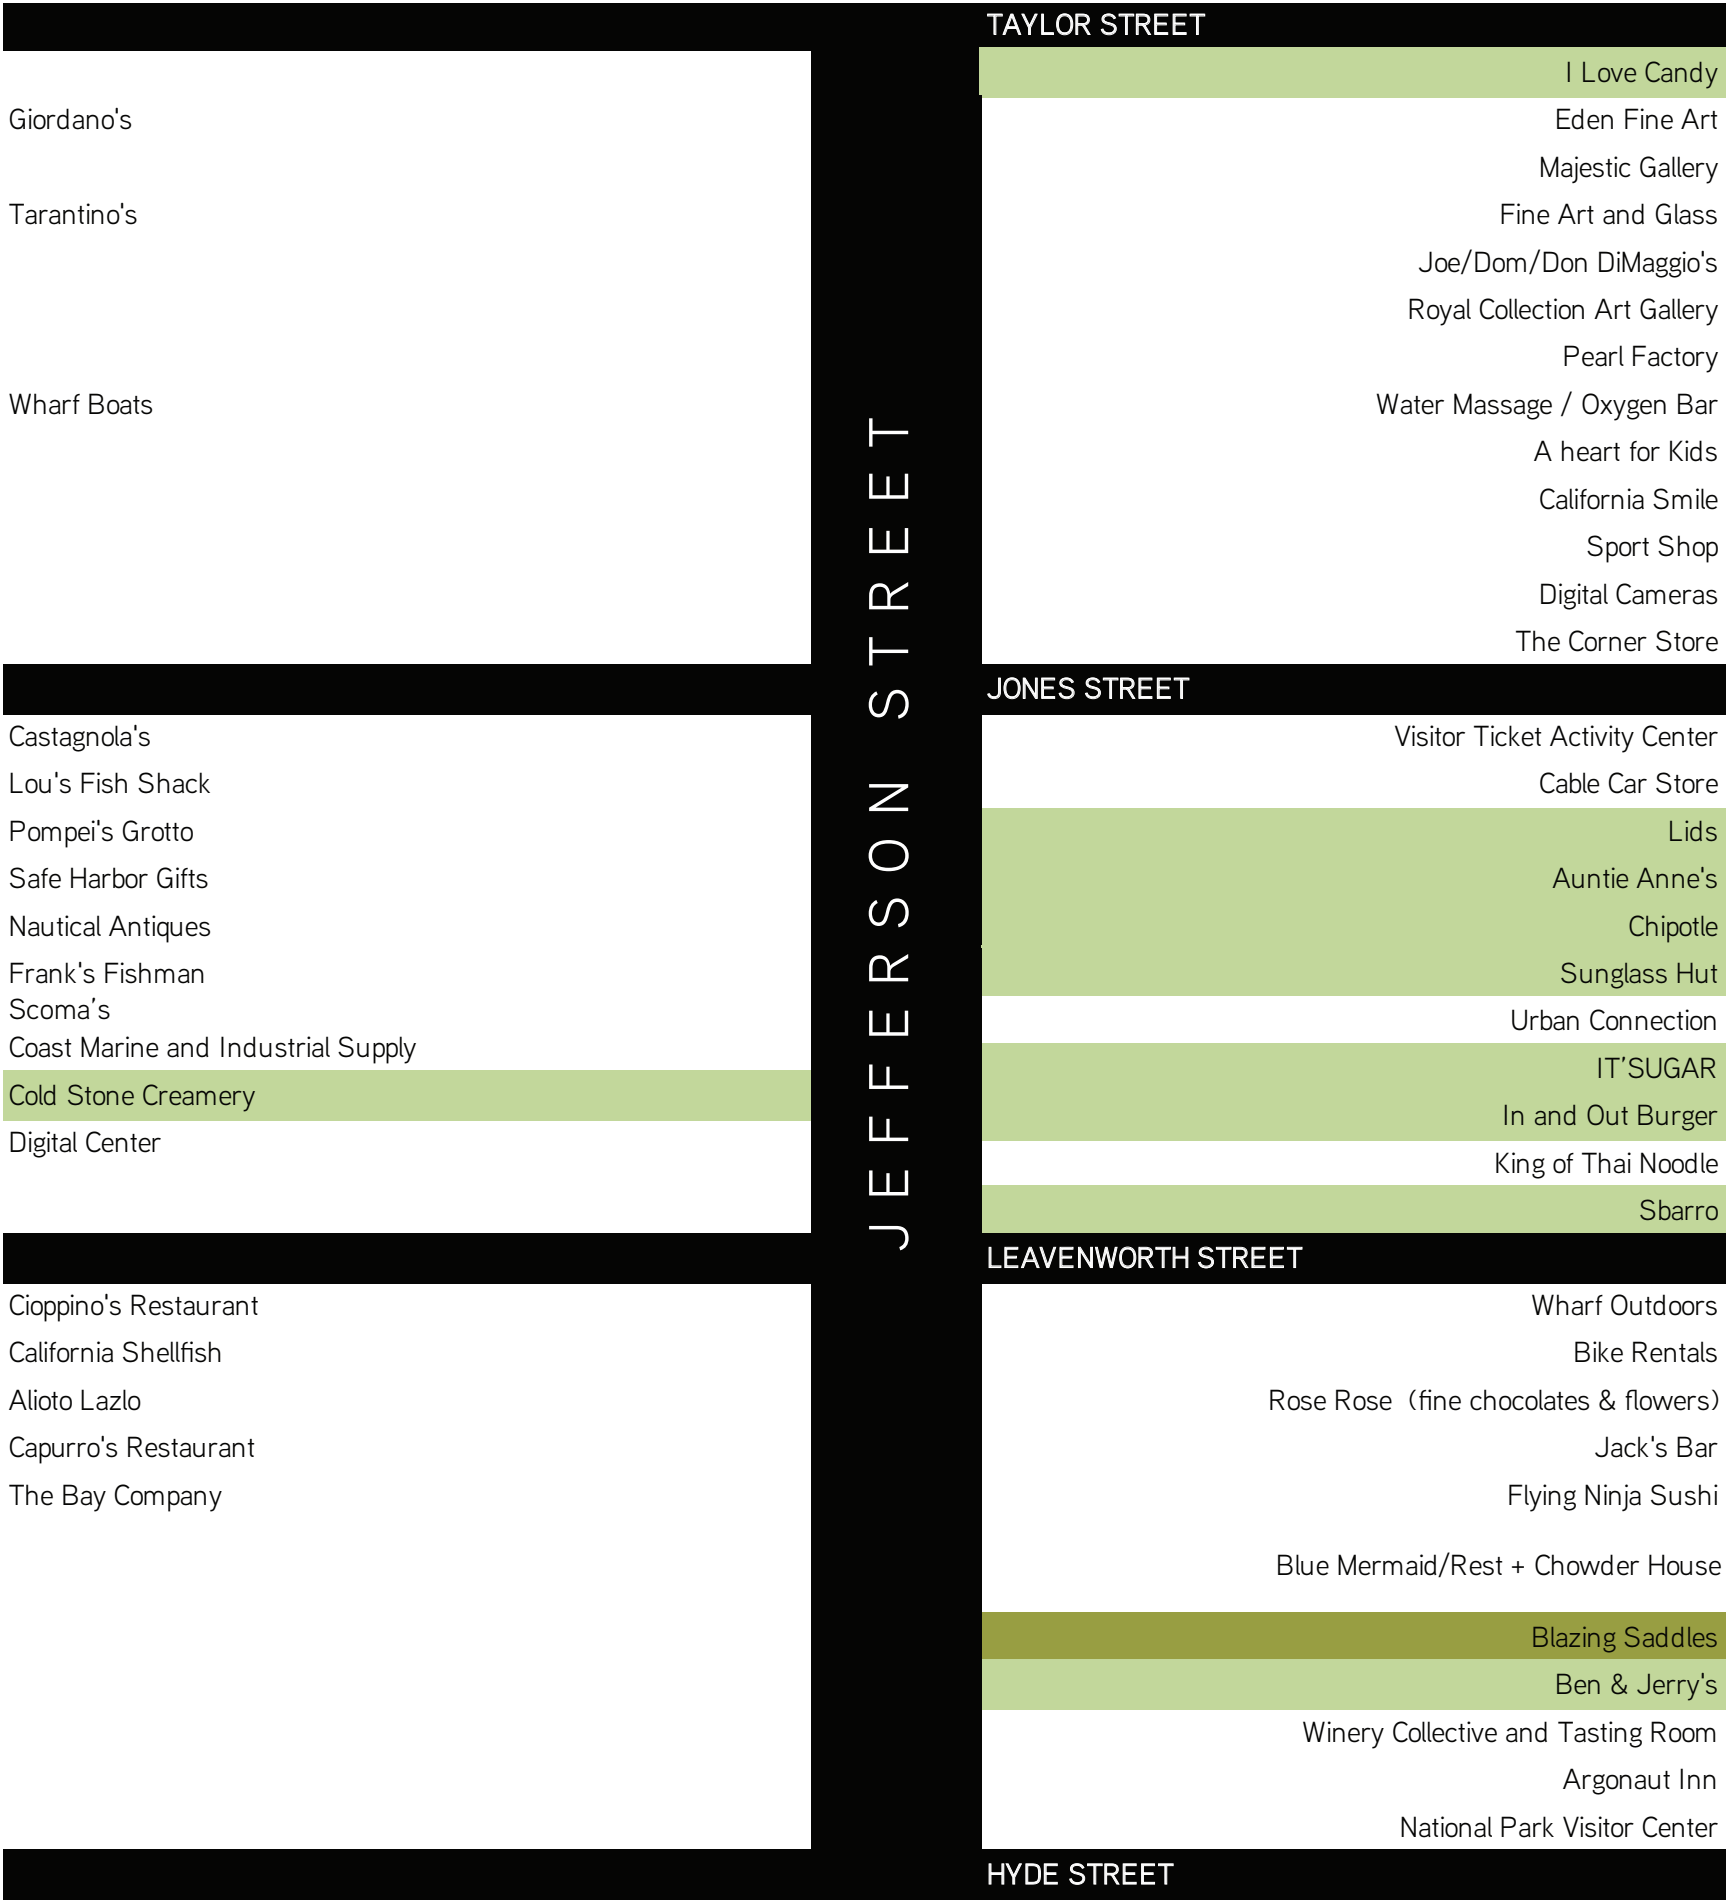 TAYLOR STREET
I Love Candy
Giordano's
Eden Fine Art
Majestic Gallery
Tarantino's
Fine Art and Glass
Joe/Dom/Don DiMaggio's
Royal Collection Art Gallery
Pearl Factory
Wharf Boats
Water Massage / Oxygen Bar
A heart for Kids
California Smile
Sport Shop
Digital Cameras
The Corner Store
JEFFERSON STREET
JONES STREET
Castagnola's
Visitor Ticket Activity Center
Lou's Fish Shack
Cable Car Store
Pompei's Grotto
Lids
Safe Harbor Gifts
Auntie Anne's
Nautical Antiques
Chipotle
Frank's Fishman
Sunglass Hut
Scoma’s
Urban Connection
Coast Marine and Industrial Supply
IT’SUGAR
Cold Stone Creamery
In and Out Burger
Digital Center
King of Thai Noodle
Sbarro
LEAVENWORTH STREET
Cioppino's Restaurant
Wharf Outdoors
California Shellfish
Bike Rentals
Alioto Lazlo
Rose Rose (fine chocolates & flowers)
Capurro's Restaurant
Jack's Bar
The Bay Company
Flying Ninja Sushi
Blue Mermaid/Rest + Chowder House
Blazing Saddles
Ben & Jerry's
Winery Collective and Tasting Room
Argonaut Inn
National Park Visitor Center
HYDE STREET